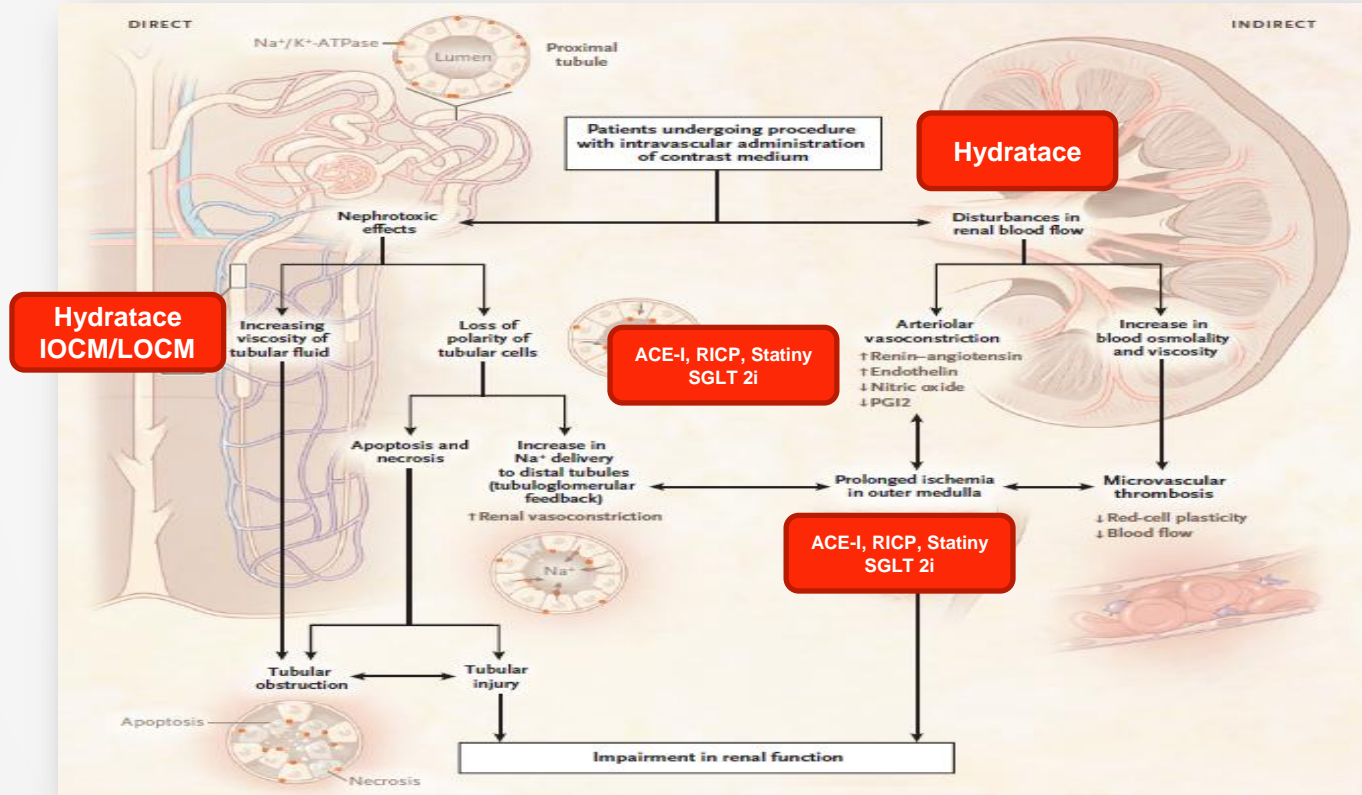 DIRECT
INDIRECT
Na⁺/K⁺-ATPase
Lumen
Proximal
tubule
Patients undergoing procedure
with intravascular administration
of contrast medium
Hydratace
Nephrotoxic
effects
Disturbances in
renal blood flow
Hydratace
IOCM/LOCM
Increasing
viscosity of
tubular fluid
Loss of
polarity of
tubular cells
ACE-I, RICP, Statiny
SGLT 2i
Arteriolar
vasoconstriction
↑Renin–angiotensin
↑Endothelin
↓Nitric oxide
↓PGI2
Increase in
blood osmolality
and viscosity
Apoptosis and
necrosis
Increase in
Na⁺ delivery
to distal tubules
(tubuloglomerular
feedback)
↑Renal vasoconstriction
Prolonged ischemia
in outer medulla
Microvascular
thrombosis
↓Red-cell plasticity
↓Blood flow
ACE-I, RICP, Statiny
SGLT 2i
Na⁺
Tubular
obstruction
Tubular
injury
Apoptosis
Necrosis
Impairment in renal function